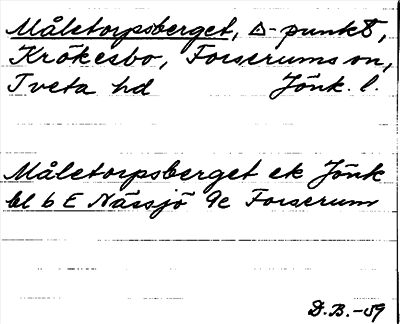 Måletorpsberget, △-punkt,
Krökesbo, Forserums sn,
Tveta hd Jönk. l.
Måletorpsberget ek Jönk
bl 6 E Nässjö 9e Forserum
D.B.-59